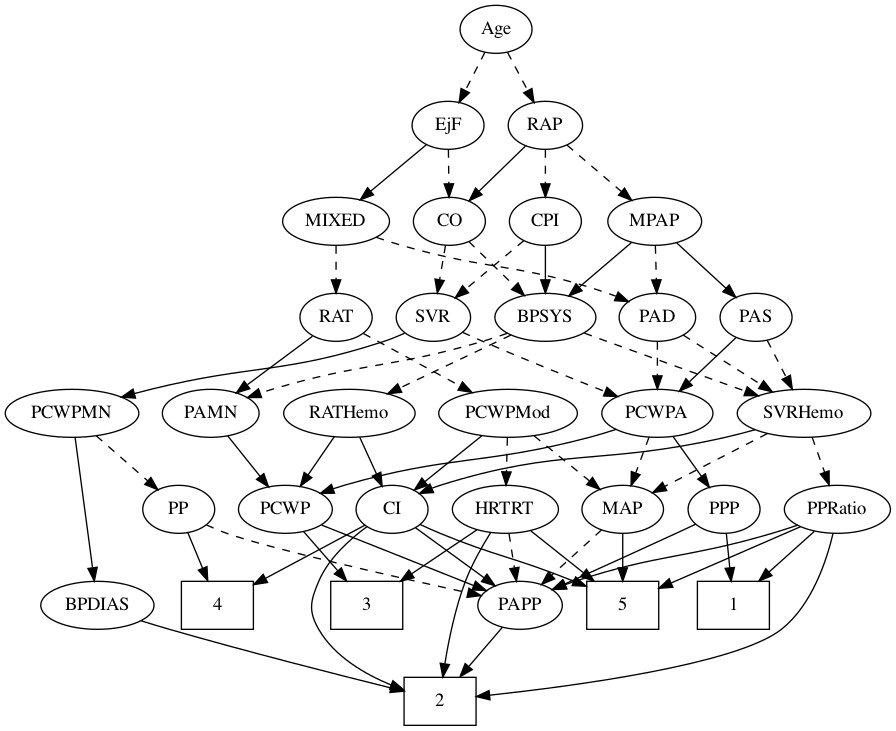 Age
EjF
RAP
MIXED
CO
CPI
MPAP
RAT
SVR
BPSYS
PAD
PAS
PCWPMN
PAMN
RATHemo
PCWPMod
PCWPA
SVRHemo
PP
PCWP
CI
HRTRT
MAP
PPP
PPRatio
BPDIAS
4
3
PAPP
5
1
2